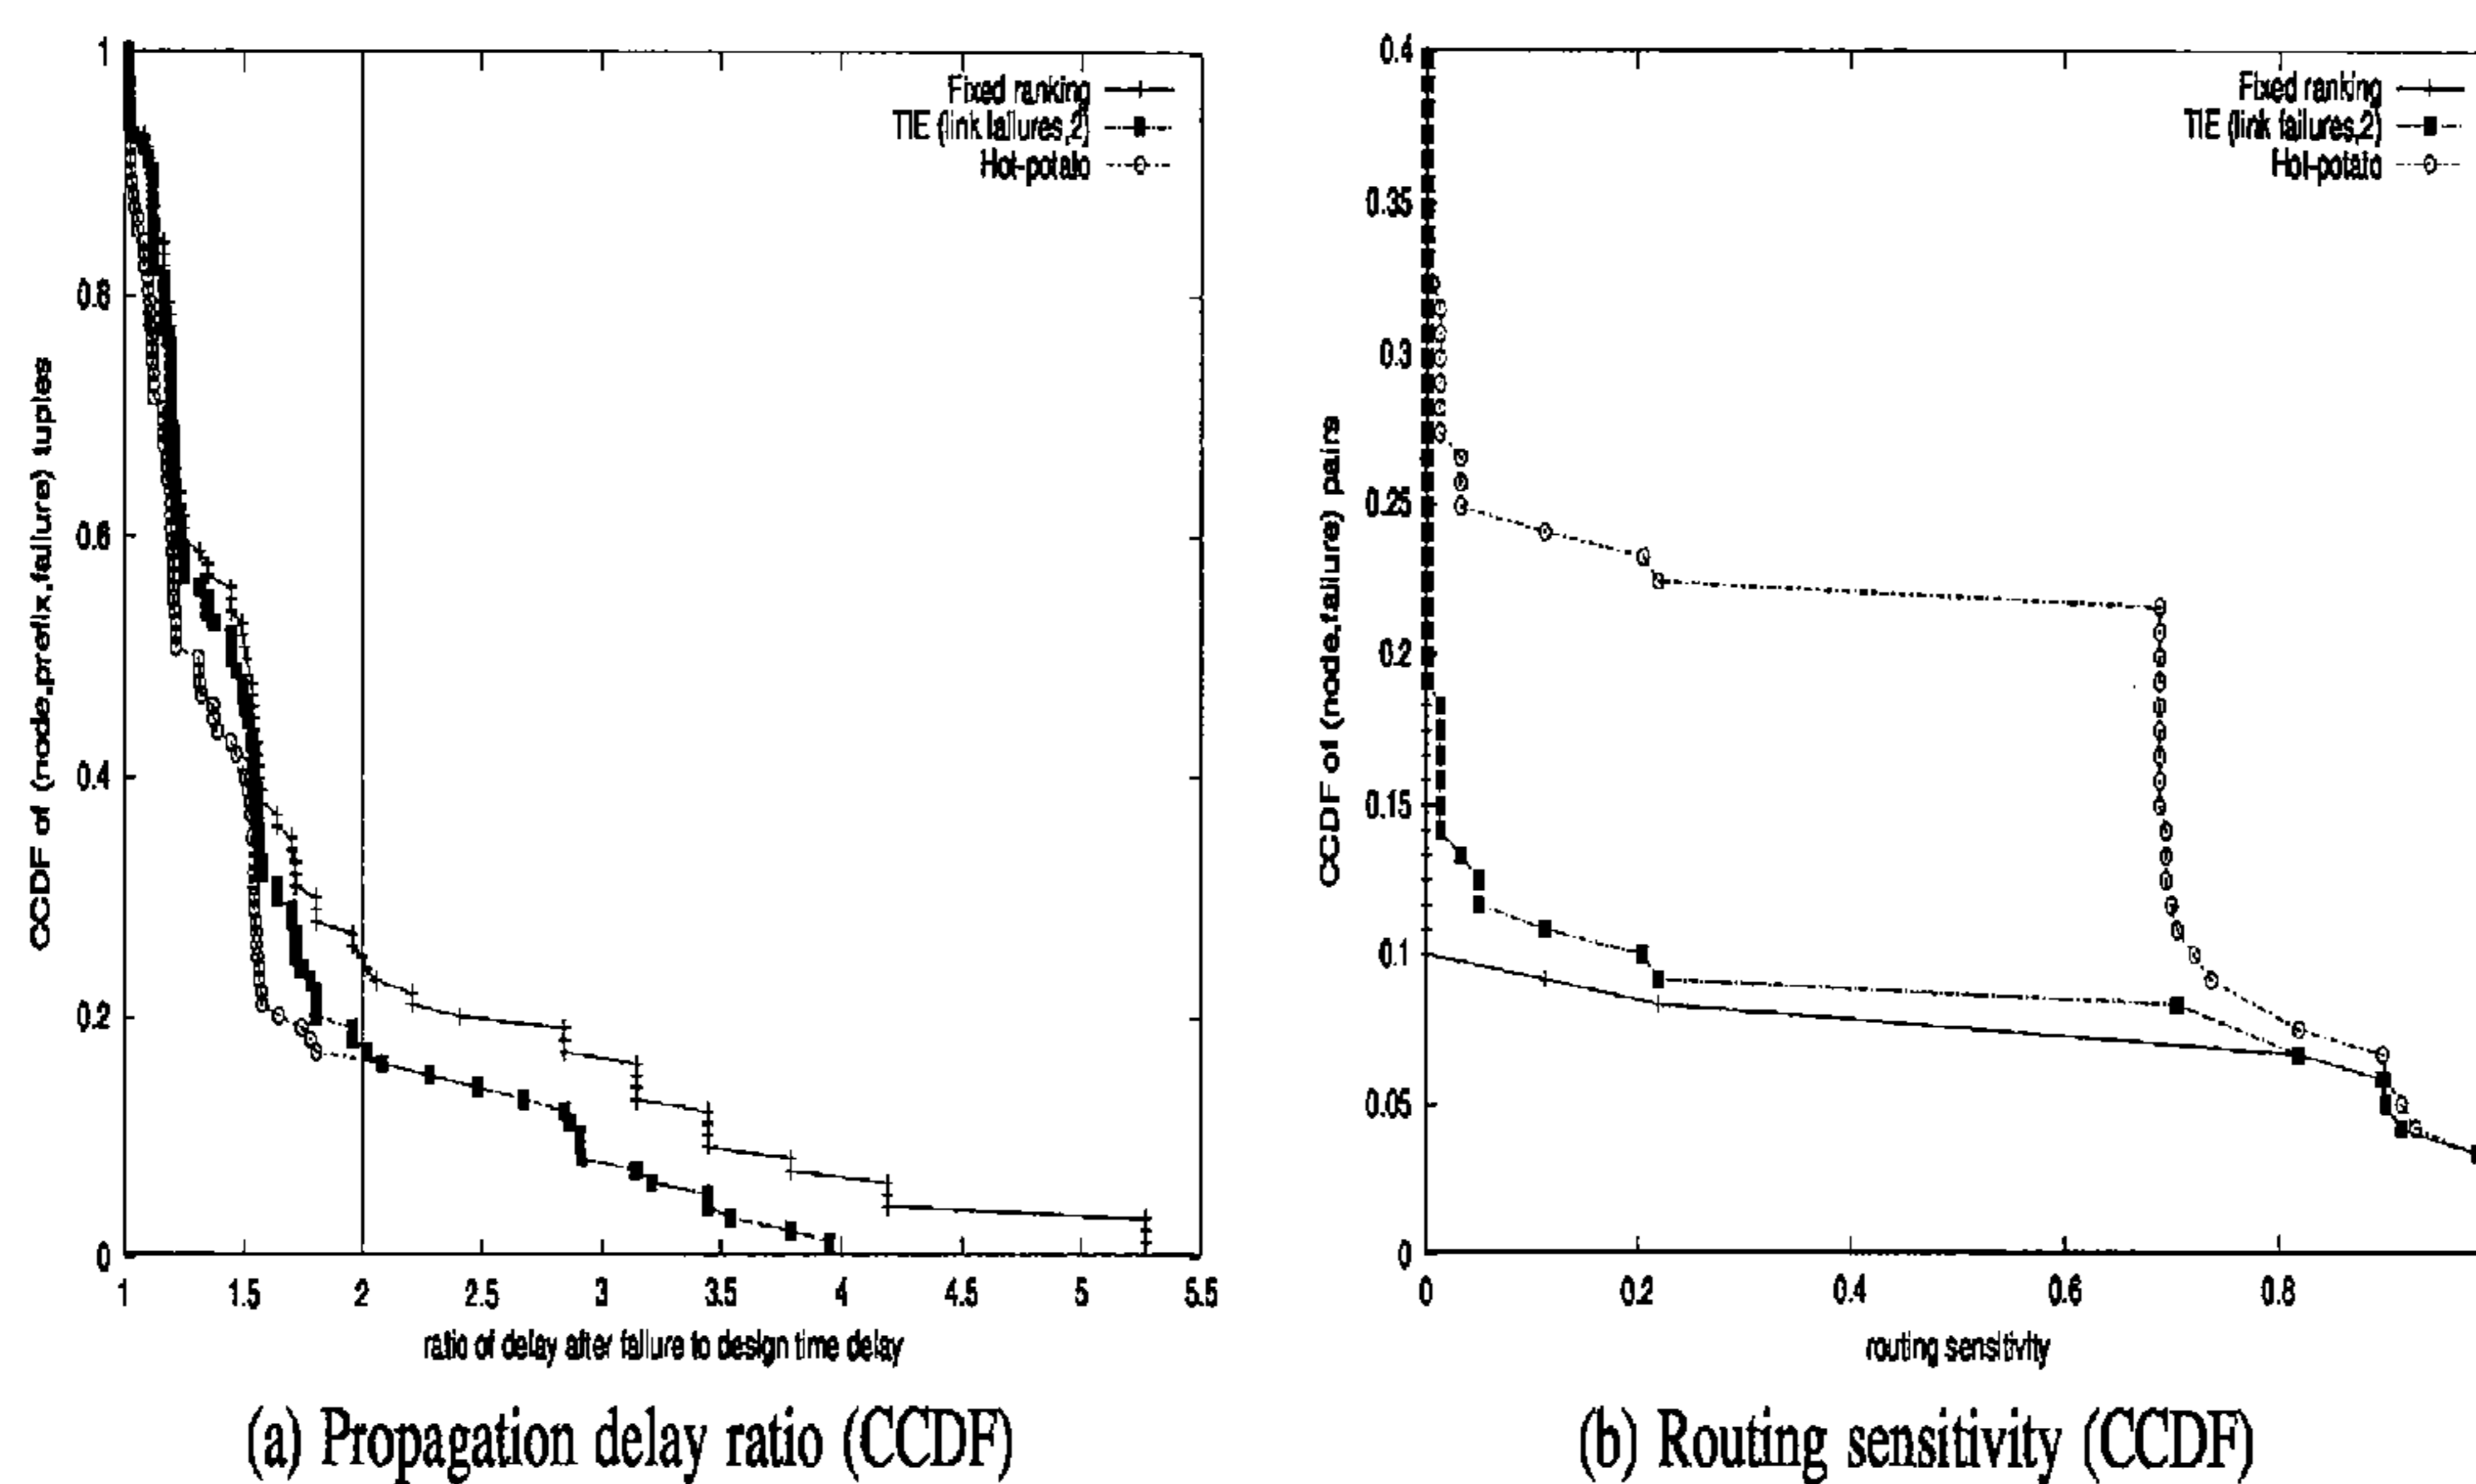 1
0.8
0.6
0.4
0.2
0
CCDF of (node,prefix,failure) tuples
Fixed ranking
TIE (link failures,2)
Hot-potato
1
1.5
2
2.5
3
3.5
4
4.5
5
5.5
ratio of delay after failure to design time delay
(a) Propagation delay ratio (CCDF)
0.4
0.35
0.3
0.25
0.2
0.15
0.1
0.05
0
CCDF of (node,failure) pairs
Fixed ranking
TIE (link failures,2)
Hot-potato
0
0.2
0.4
0.6
0.8
routing sensitivity
(b) Routing sensitivity (CCDF)